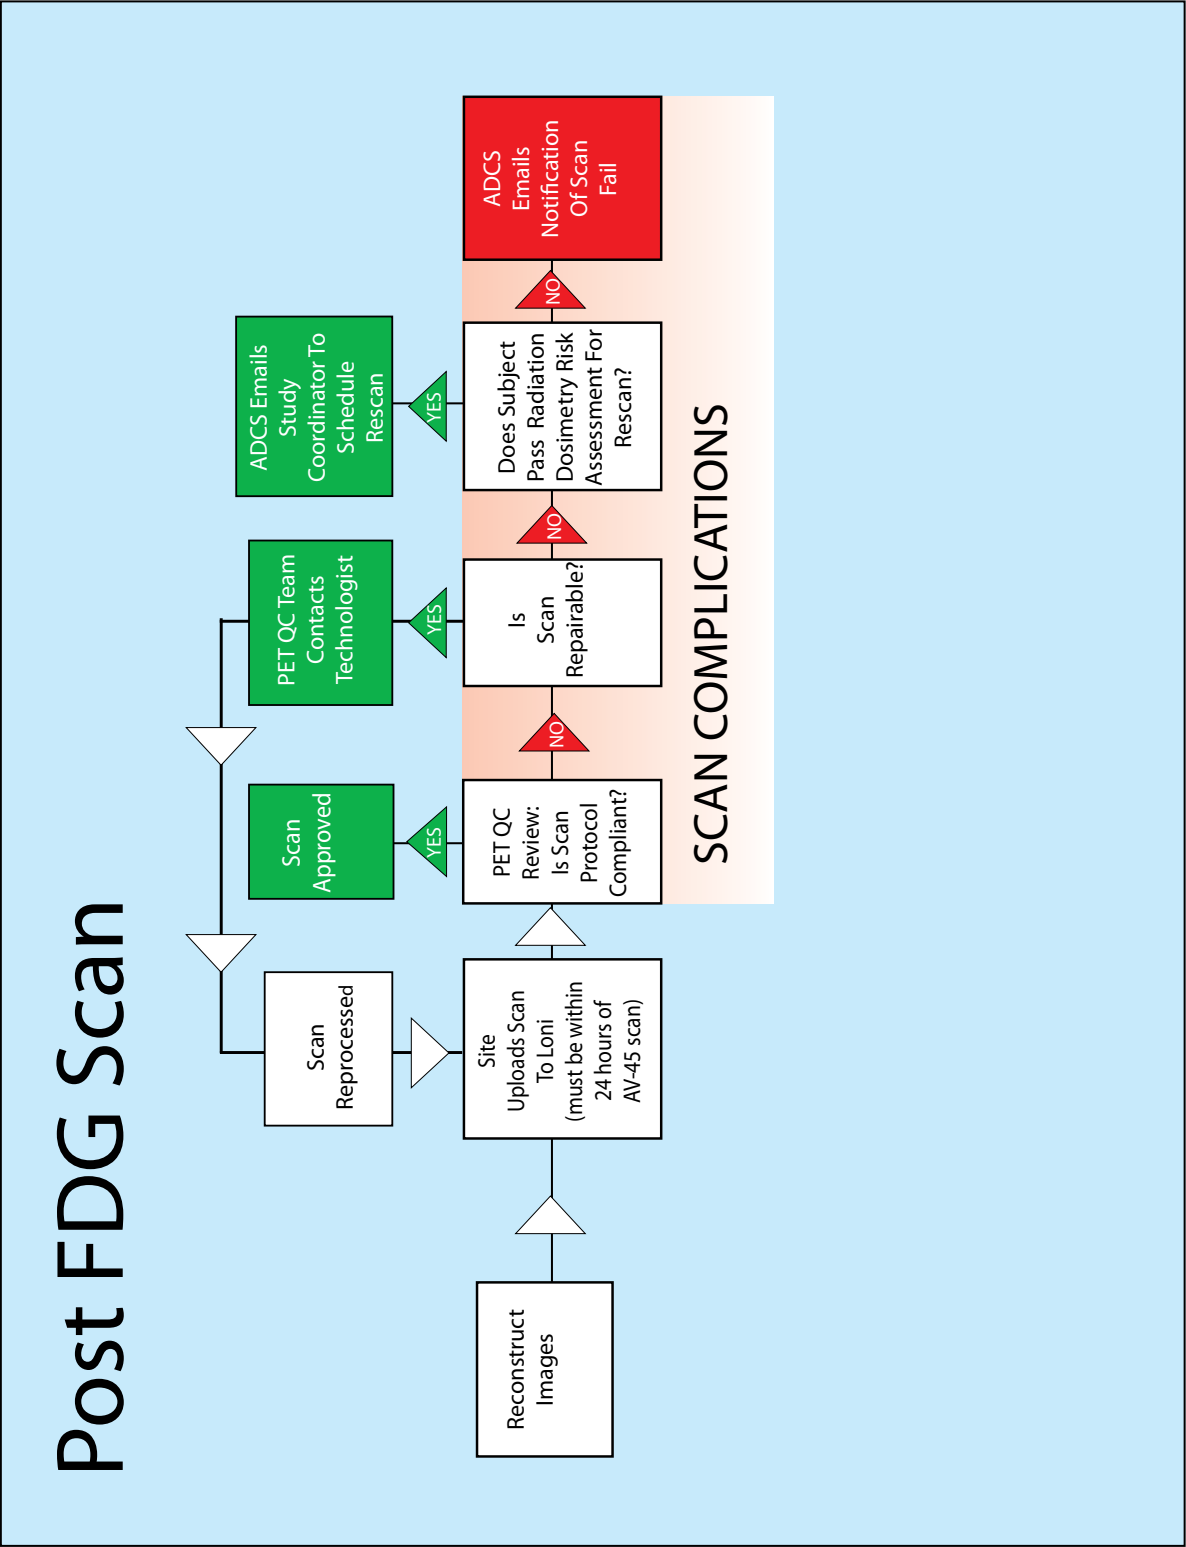 Post FDG Scan
Reconstruct
Images
Scan
Reprocessed
Site
Uploads Scan
To Loni
(must be within
24 hours of
AV-45 scan)
Scan
Approved
YES
PET QC
Review:
Is Scan
Protocol
Compliant?
NO
PET QC Team
Contacts
Technologist
YES
Is
Scan
Repairable?
NO
ADCS Emails
Study
Coordinator To
Schedule
Rescan
YES
Does Subject
Pass Radiation
Dosimetry Risk
Assessment For
Rescan?
NO
ADCS
Emails
Notification
Of Scan
Fail
SCAN COMPLICATIONS